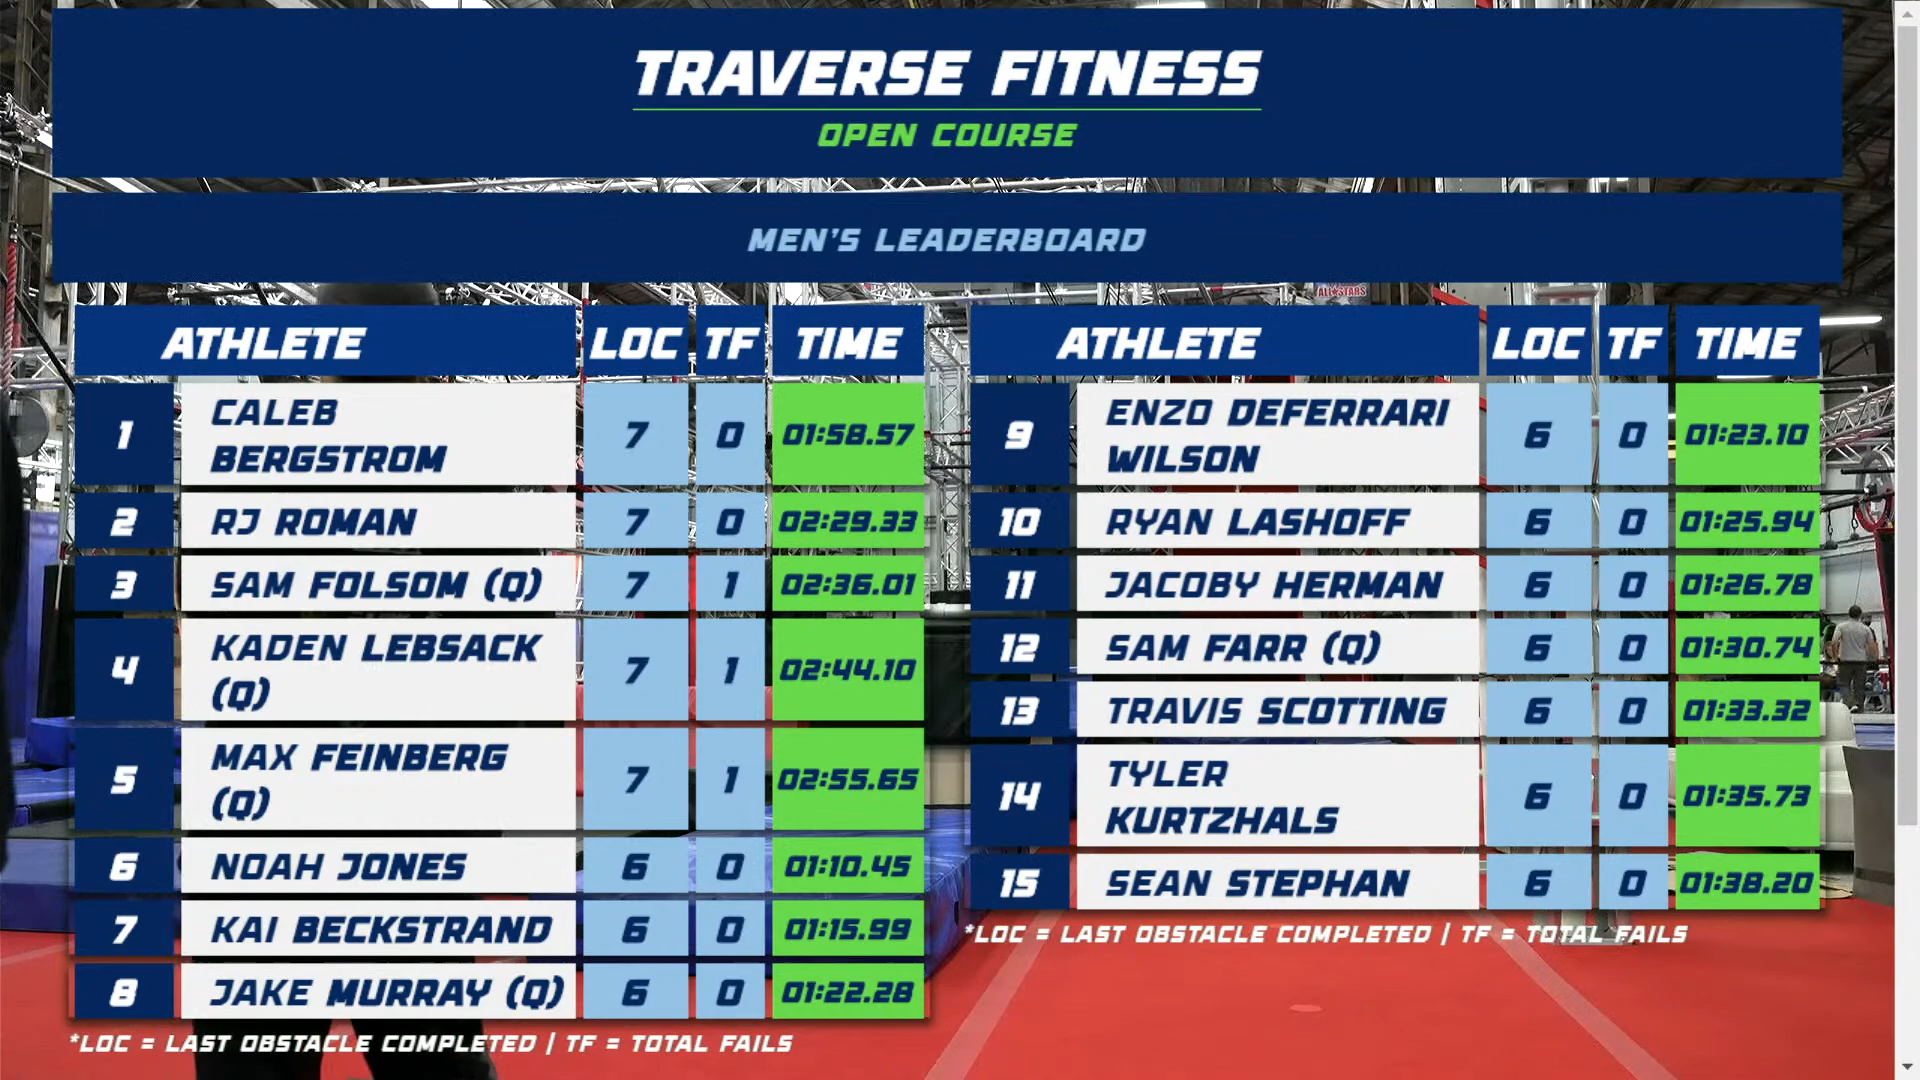 TRAVERSE FITNESS
OPEN COURSE
MEN'S LEADERBOARD
ATHLETE LOC TF TIME
1 CALEB BERGSTROM 7 0 01:58.57
2 RJ ROMAN 7 0 02:29.33
3 SAM FOLSOM (Q) 7 1 02:36.01
4 KADEN LEBSACK (Q) 7 1 02:44.10
5 MAX FEINBERG (Q) 7 1 02:55.65
6 NOAH JONES 6 0 01:10.45
7 KAI BECKSTRAND 6 0 01:15.99
8 JAKE MURRAY (Q) 6 0 01:22.28
*LOC = LAST OBSTACLE COMPLETED | TF = TOTAL FAILS
ALL★STARS
ATHLETE LOC TF TIME
9 ENZO DEFERRARI WILSON 6 0 01:23.10
10 RYAN LASHOFF 6 0 01:25.94
11 JACOBY HERMAN 6 0 01:26.78
12 SAM FARR (Q) 6 0 01:30.74
13 TRAVIS SCOTTING 6 0 01:33.32
14 TYLER KURTZHALS 6 0 01:35.73
15 SEAN STEPHAN 6 0 01:38.20
*LOC = LAST OBSTACLE COMPLETED | TF = TOTAL FAILS